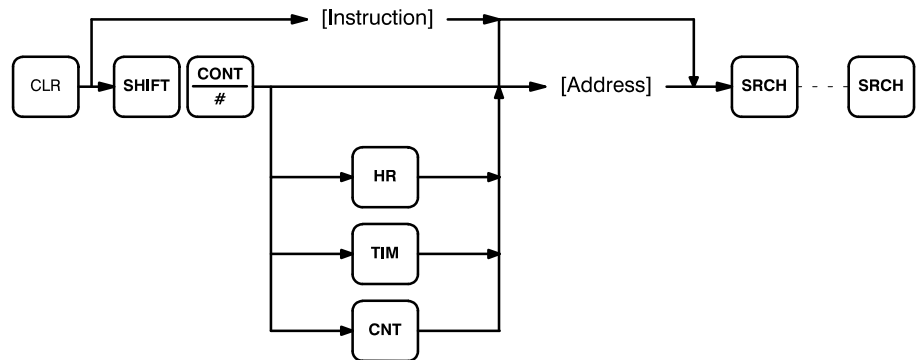 [Instruction]
CLR
SHIFT
CONT
#
[Address]
SRCH
SRCH
HR
TIM
CNT